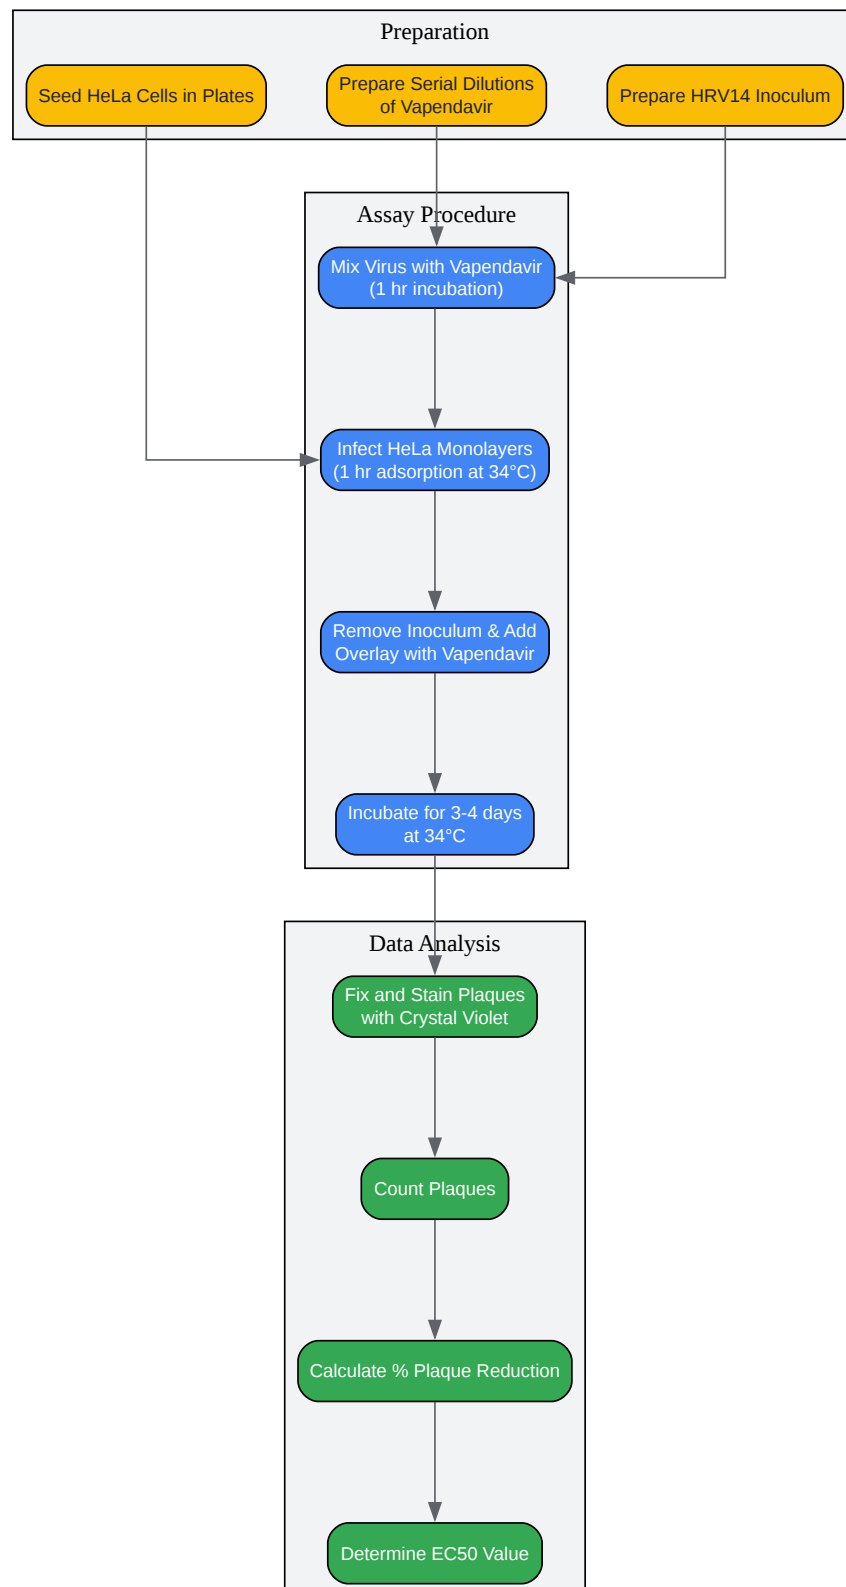 Preparation
Seed HeLa Cells in Plates
Prepare Serial Dilutions
of Vapendavir
Prepare HRV14 Inoculum
Assay Procedure
Mix Virus with Vapendavir
(1 hr incubation)
Infect HeLa Monolayers
(1 hr adsorption at 34°C)
Remove Inoculum & Add
Overlay with Vapendavir
Incubate for 3-4 days
at 34°C
Data Analysis
Fix and Stain Plaques
with Crystal Violet
Count Plaques
Calculate % Plaque Reduction
Determine EC50 Value